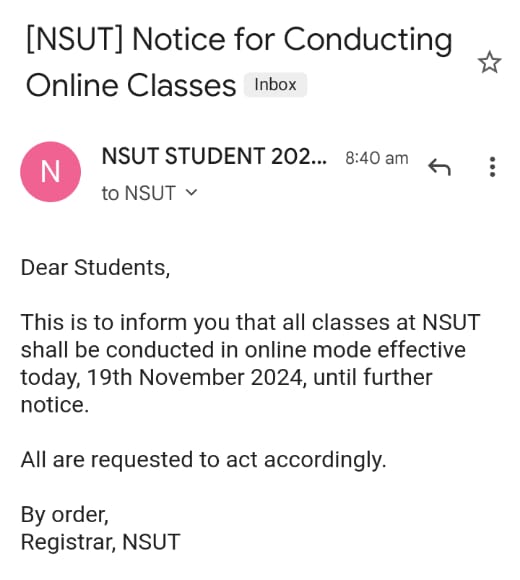 [NSUT] Notice for Conducting
Online Classes Inbox
N
NSUT STUDENT 202... 8:40 am
to NSUT
Dear Students,
This is to inform you that all classes at NSUT
shall be conducted in online mode effective
today, 19th November 2024, until further
notice.
All are requested to act accordingly.
By order,
Registrar, NSUT